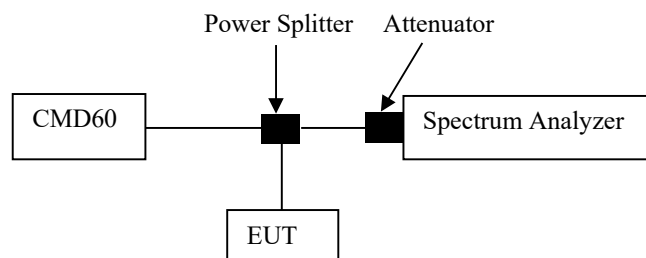 Power Splitter
Attenuator
CMD60
Spectrum Analyzer
EUT